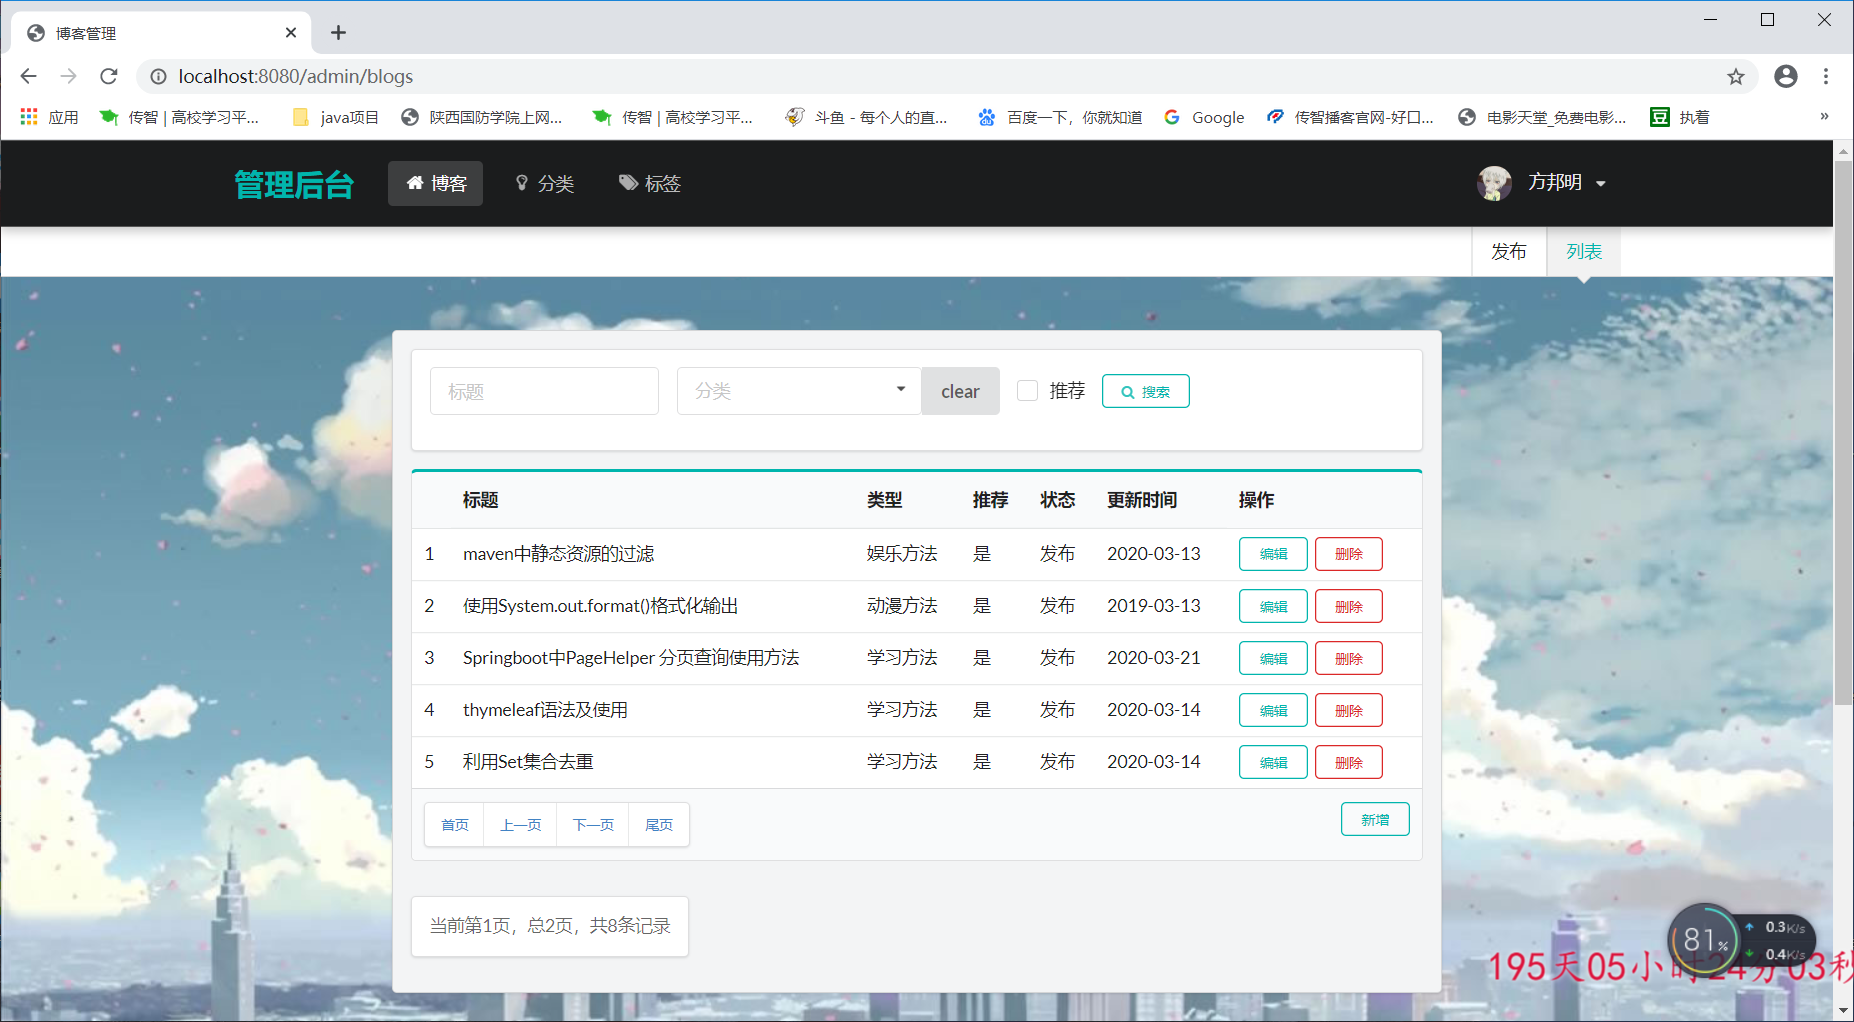 博客管理
localhost:8080/admin/blogs
应用 传智 | 高校学习平... java项目 陕西国防学院上网... 传智 | 高校学习平... 斗鱼 - 每个人的直... 百度一下，你就知道 Google 传智播客官网-好口... 电影天堂_免费电影... 执着 »
管理后台 博客 分类 标签 方邦明
发布 列表
标题 分类 clear 推荐 搜索
标题 类型 推荐 状态 更新时间 操作
1 maven中静态资源的过滤 娱乐方法 是 发布 2020-03-13 编辑 删除
2 使用System.out.format()格式化输出 动漫方法 是 发布 2019-03-13 编辑 删除
3 Springboot中PageHelper 分页查询使用方法 学习方法 是 发布 2020-03-21 编辑 删除
4 thymeleaf语法及使用 学习方法 是 发布 2020-03-14 编辑 删除
5 利用Set集合去重 学习方法 是 发布 2020-03-14 编辑 删除
首页 上一页 下一页 尾页 新增
当前第1页，总2页，共8条记录
81% 0.3K/s
0.4K/s
195天05小时24分03秒